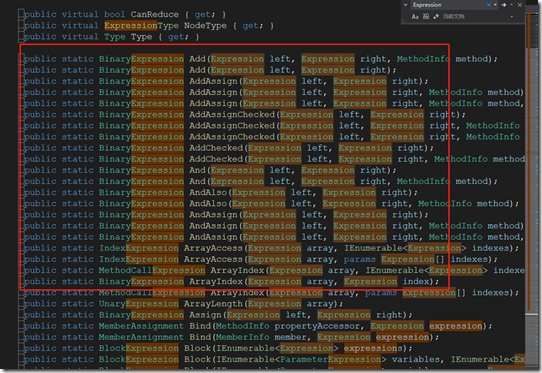 public virtual bool CanReduce { get; }
public virtual ExpressionType NodeType { get; }
public virtual Type Type { get; }
Expression
Aa
当前文档
public static BinaryExpression Add(Expression left, Expression right, MethodInfo method);
public static BinaryExpression Add(Expression left, Expression right);
public static BinaryExpression AddAssign(Expression left, Expression right);
public static BinaryExpression AddAssign(Expression left, Expression right, MethodInfo method);
public static BinaryExpression AddAssign(Expression left, Expression right, MethodInfo method,
public static BinaryExpression AddAssignChecked(Expression left, Expression right);
public static BinaryExpression AddAssignChecked(Expression left, Expression right, MethodInfo
public static BinaryExpression AddAssignChecked(Expression left, Expression right, MethodInfo
public static BinaryExpression AddChecked(Expression left, Expression right);
public static BinaryExpression AddChecked(Expression left, Expression right, MethodInfo method
public static BinaryExpression And(Expression left, Expression right);
public static BinaryExpression And(Expression left, Expression right, MethodInfo method);
public static BinaryExpression AndAlso(Expression left, Expression right);
public static BinaryExpression AndAlso(Expression left, Expression right, MethodInfo method);
public static BinaryExpression AndAssign(Expression left, Expression right);
public static BinaryExpression AndAssign(Expression left, Expression right, MethodInfo method);
public static BinaryExpression AndAssign(Expression left, Expression right, MethodInfo method,
public static IndexExpression ArrayAccess(Expression array, IEnumerable<Expression> indexes);
public static IndexExpression ArrayAccess(Expression array, params Expression[] indexes);
public static MethodCallExpression ArrayIndex(Expression array, IEnumerable<Expression> indexe
public static BinaryExpression ArrayIndex(Expression array, Expression index);
public static MethodCallExpression ArrayIndex(Expression array, params Expression[] indexes);
public static UnaryExpression ArrayLength(Expression array);
public static BinaryExpression Assign(Expression left, Expression right);
public static MemberAssignment Bind(MethodInfo propertyAccessor, Expression expression);
public static MemberAssignment Bind(MemberInfo member, Expression expression);
public static BlockExpression Block(IEnumerable<Expression> expressions);
public static BlockExpression Block(IEnumerable<ParameterExpression> variables, IEnumerable<Ex